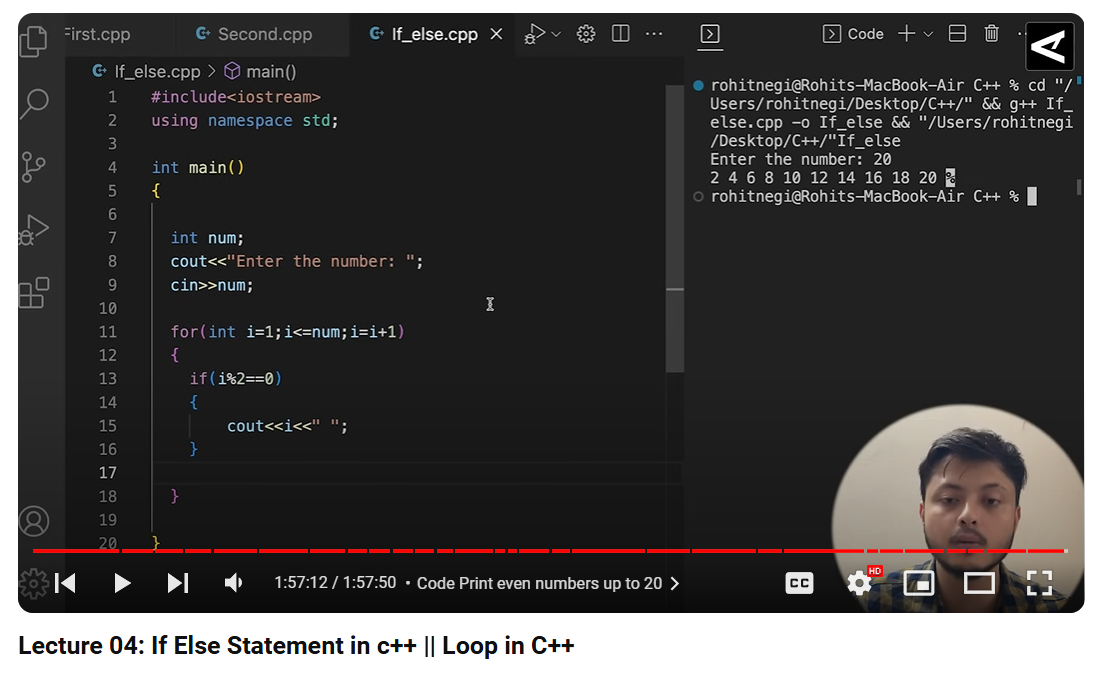 First.cpp
Second.cpp
If_else.cpp
Code
If_else.cpp > main()
1 #include<iostream>
2 using namespace std;
3
4 int main()
5 {
6
7 int num;
8 cout<<"Enter the number: ";
9 cin>>num;
10
11 for(int i=1;i<=num;i=i+1)
12 {
13 if(i%2==0)
14 {
15 cout<<i<<" ";
16 }
17
18 }
19
20 }
rohitnegi@Rohits-MacBook-Air C++ % cd "/
Users/rohitnegi/Desktop/C++/" && g++ If_
else.cpp -o If_else && "/Users/rohitnegi
/Desktop/C++/"If_else
Enter the number: 20
2 4 6 8 10 12 14 16 18 20 %
rohitnegi@Rohits-MacBook-Air C++ %
1:57:12 / 1:57:50 • Code Print even numbers up to 20 >
CC
HD
Lecture 04: If Else Statement in c++ || Loop in C++